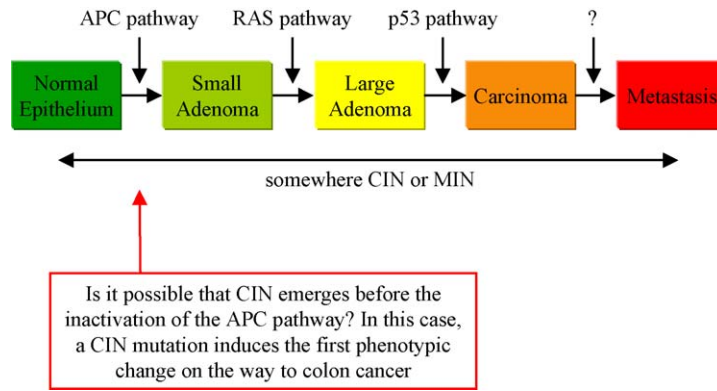 APC pathway RAS pathway p53 pathway ?
Normal Epithelium Small Adenoma Large Adenoma Carcinoma Metastasis
somewhere CIN or MIN
Is it possible that CIN emerges before the
inactivation of the APC pathway? In this case,
a CIN mutation induces the first phenotypic
change on the way to colon cancer